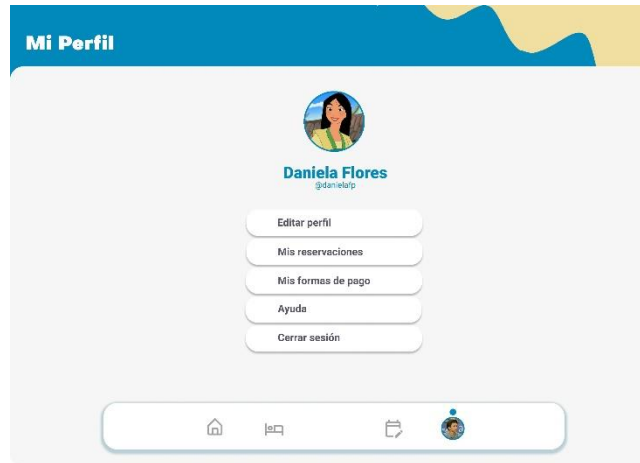 Mi Perfil
Daniela Flores
@danielafp
Editar perfil
Mis reservaciones
Mis formas de pago
Ayuda
Cerrar sesión